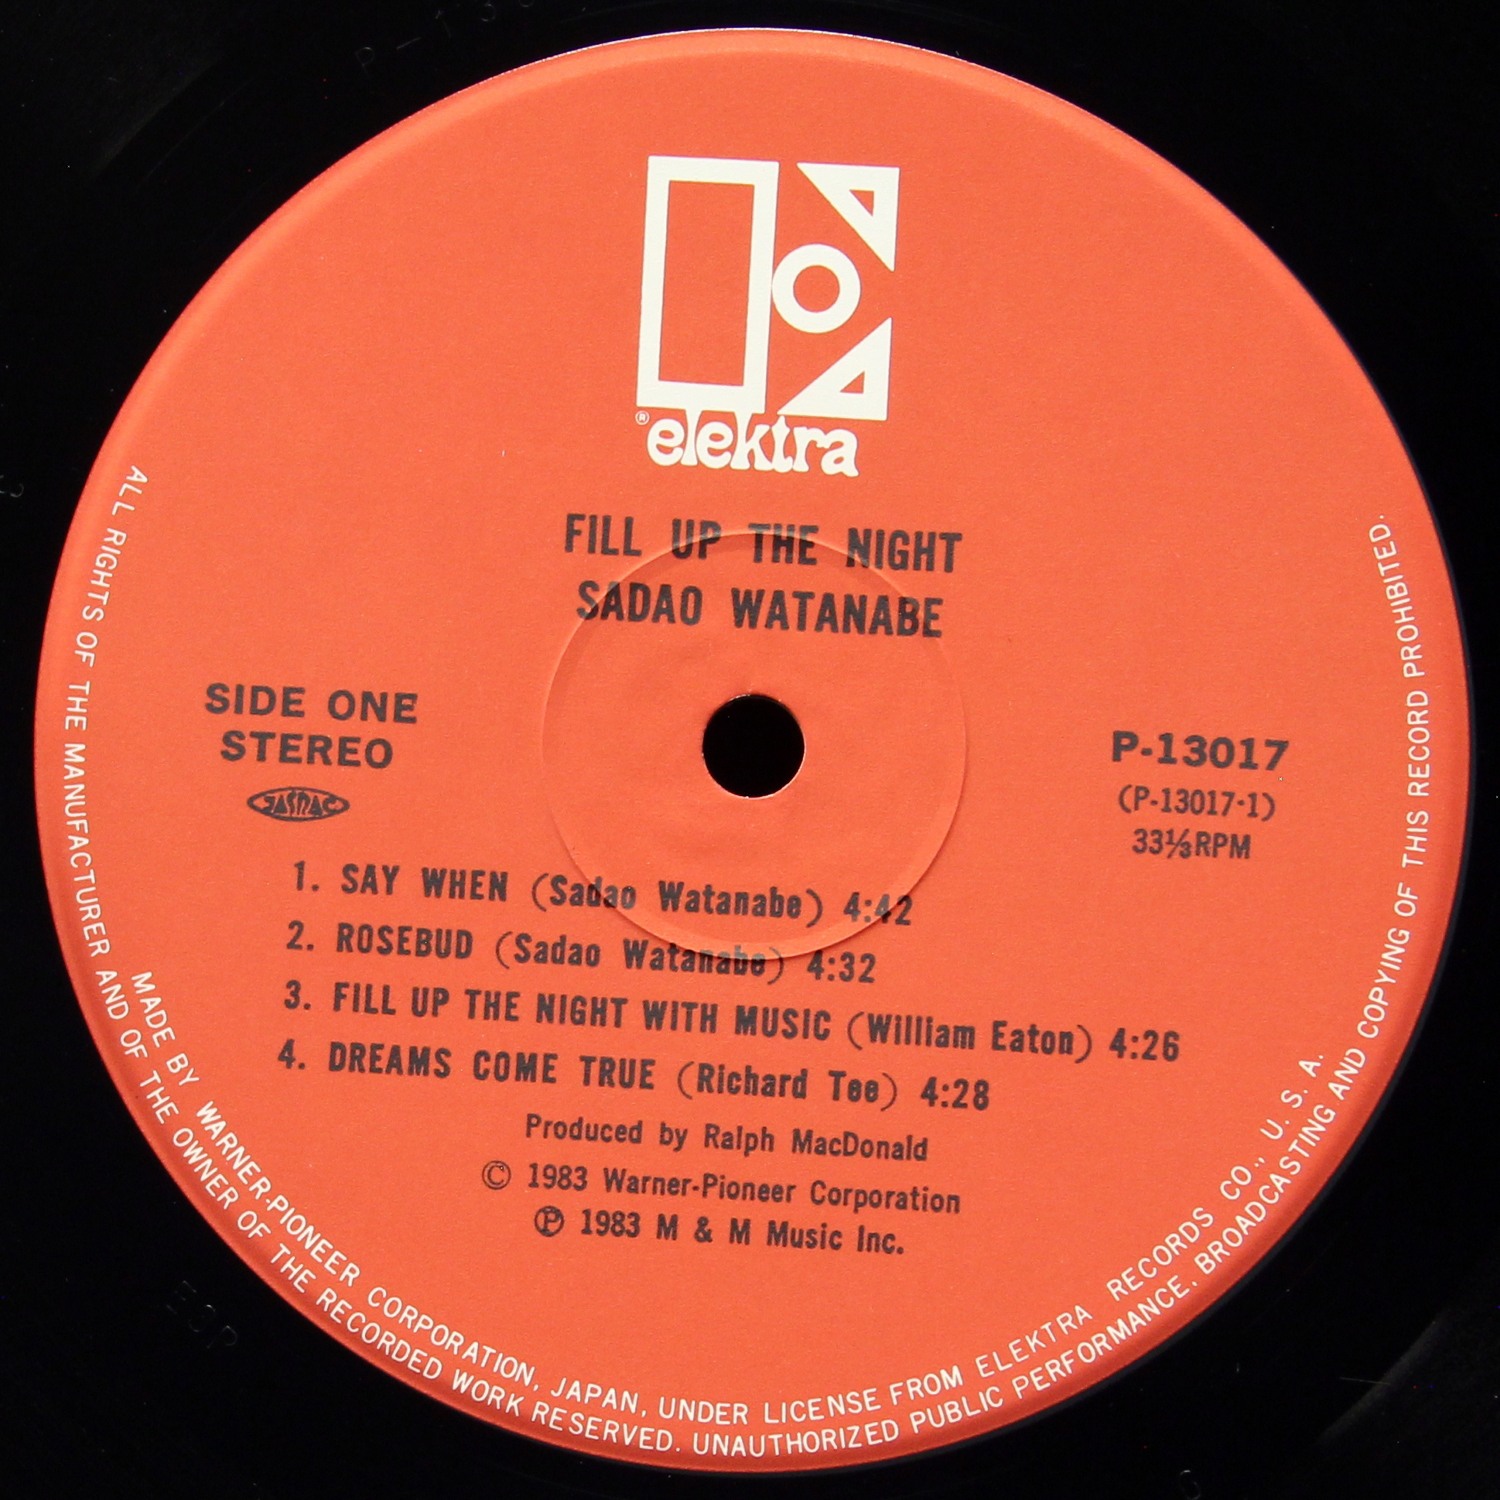 ® elektra
FILL UP THE NIGHT
SADAO WATANABE
SIDE ONE
STEREO
JASRAC
P-13017
(P-13017-1)
33⅓RPM
1. SAY WHEN (Sadao Watanabe) 4:42
2. ROSEBUD (Sadao Watanabe) 4:32
3. FILL UP THE NIGHT WITH MUSIC (William Eaton) 4:26
4. DREAMS COME TRUE (Richard Tee) 4:28
Produced by Ralph MacDonald
© 1983 Warner-Pioneer Corporation
℗ 1983 M & M Music Inc.
MADE BY WARNER-PIONEER CORPORATION, JAPAN, UNDER LICENSE FROM ELEKTRA RECORDS CO., U. S. A.
ALL RIGHTS OF THE MANUFACTURER AND OF THE OWNER OF THE RECORDED WORK RESERVED. UNAUTHORIZED PUBLIC PERFORMANCE, BROADCASTING AND COPYING OF THIS RECORD PROHIBITED.